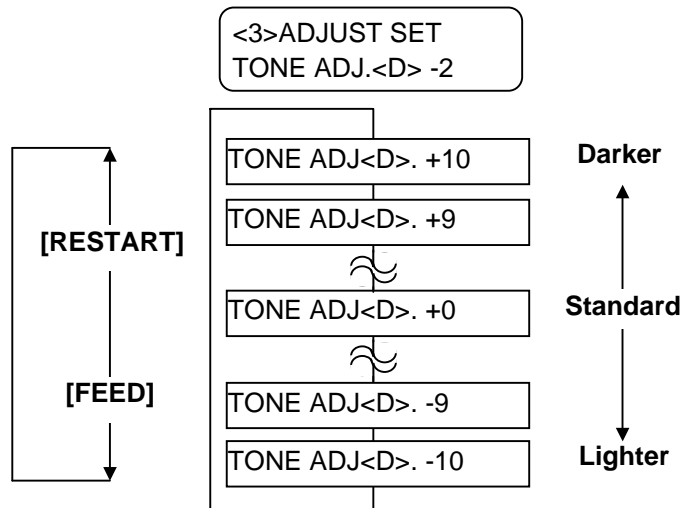 <3>ADJUST SET
TONE ADJ.<D> -2
TONE ADJ<D>. +10
Darker
TONE ADJ<D>. +9
[RESTART]
TONE ADJ<D>. +0
Standard
[FEED]
TONE ADJ<D>. -9
TONE ADJ<D>. -10
Lighter